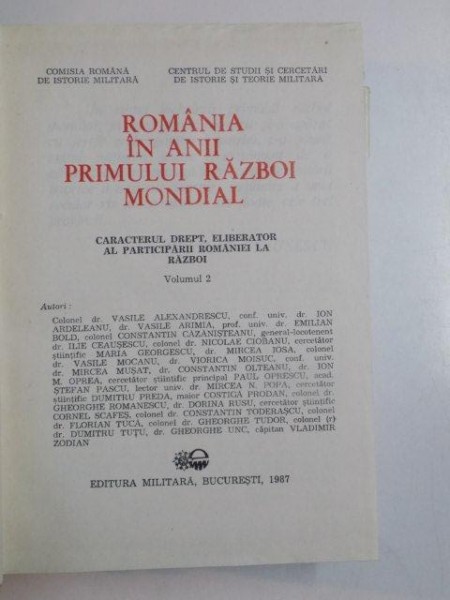 COMISIA ROMÂNĂ
DE ISTORIE MILITARĂ
CENTRUL DE STUDII ȘI CERCETĂRI
DE ISTORIE ȘI TEORIE MILITARĂ
ROMÂNIA
ÎN ANII
PRIMULUI RĂZBOI
MONDIAL
CARACTERUL DREPT, ELIBERATOR
AL PARTICIPĂRII ROMÂNIEI LA
RĂZBOI
Volumul 2
Autori :
Colonel dr. VASILE ALEXANDRESCU, conf. univ. dr. ION
ARDELEANU, dr. VASILE ARIMIA, prof. univ. dr. EMILIAN
BOLD, colonel CONSTANTIN CĂZĂNIȘTEANU, general-locotenent
dr. ILIE CEAUȘESCU, colonel dr. NICOLAE CIOBANU, cercetător
științific MARIA GEORGESCU, dr. MIRCEA IOSA, colonel
dr. VASILE MOCANU, dr. VIORICA MOISUC, conf. univ.
dr. MIRCEA MUȘAT, dr. CONSTANTIN OLTEANU, dr. ION
M. OPREA, cercetător științific principal PAUL OPRESCU, acad.
ȘTEFAN PASCU, lector univ. dr. MIRCEA N. POPA, cercetător
științific DUMITRU PREDA, maior COSTICĂ PRODAN, colonel dr.
GHEORGHE ROMANESCU, dr. DORINA RUSU, cercetător științific
CORNEL SCAFEȘ, colonel dr. CONSTANTIN TODERAȘCU, colonel
dr. FLORIAN TUCĂ, colonel dr. GHEORGHE TUDOR, colonel (r)
dr. DUMITRU TUȚU, dr. GHEORGHE UNC, căpitan VLADIMIR
ZODIAN
EDITURA MILITARĂ, BUCUREȘTI, 1987